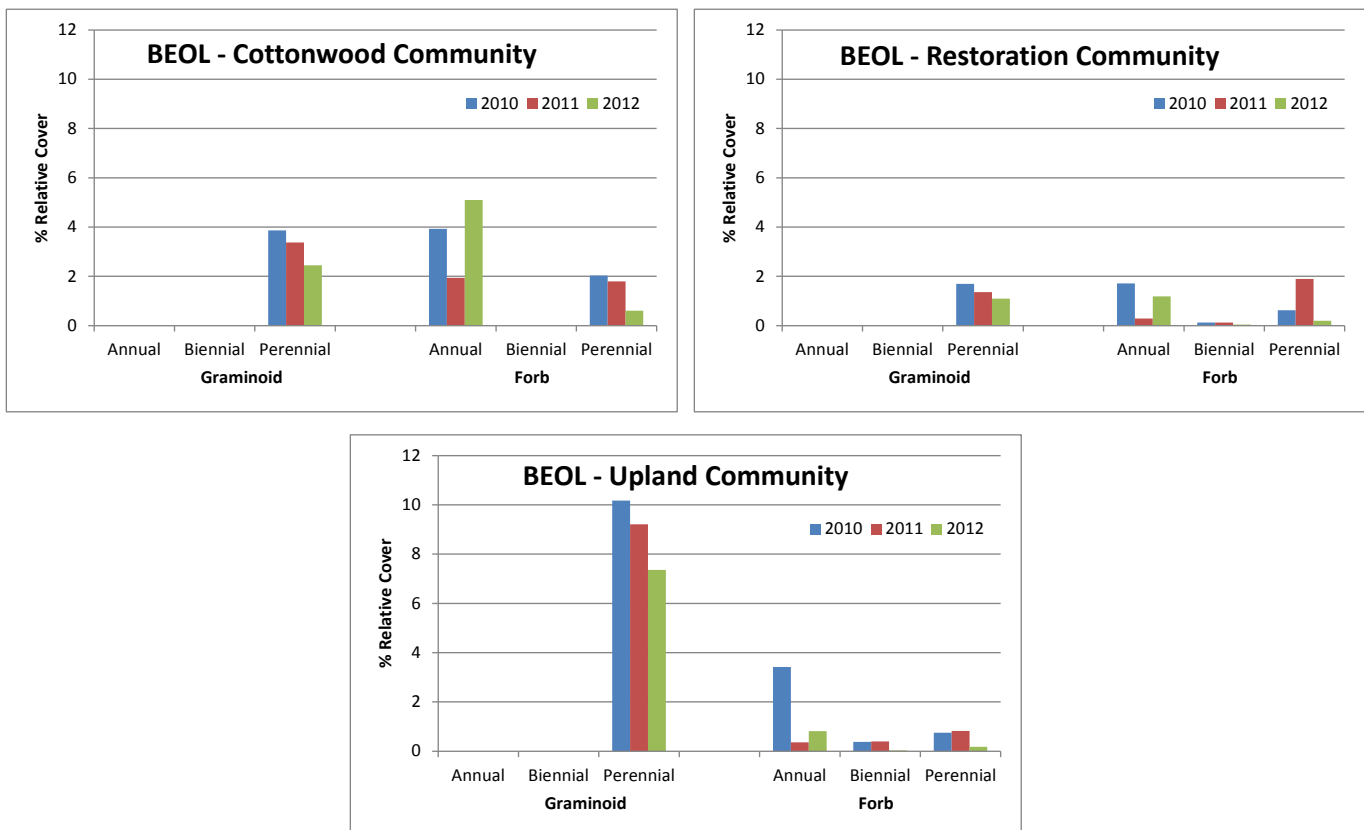 BEOL - Cottonwood Community
2010 2011 2012
% Relative Cover
12
10
8
6
4
2
0
Annual Biennial Perennial Annual Biennial Perennial
Graminoid Forb
BEOL - Restoration Community
2010 2011 2012
% Relative Cover
12
10
8
6
4
2
0
Annual Biennial Perennial Annual Biennial Perennial
Graminoid Forb
BEOL - Upland Community
2010 2011 2012
% Relative Cover
12
10
8
6
4
2
0
Annual Biennial Perennial Annual Biennial Perennial
Graminoid Forb